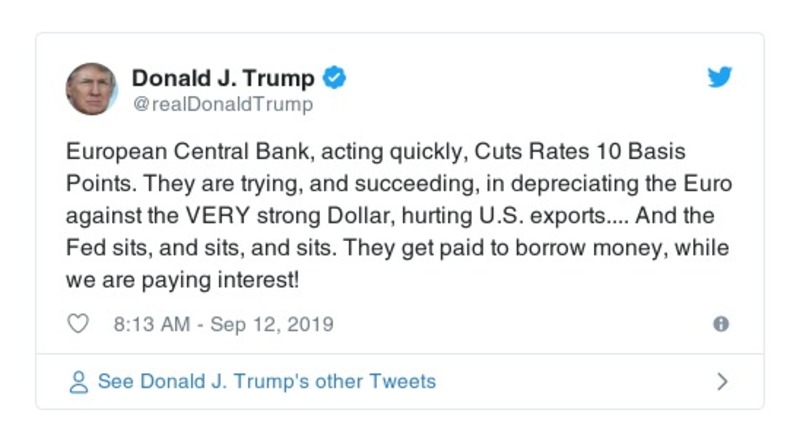 Donald J. Trump
@realDonaldTrump
European Central Bank, acting quickly, Cuts Rates 10 Basis
Points. They are trying, and succeeding, in depreciating the Euro
against the VERY strong Dollar, hurting U.S. exports.... And the
Fed sits, and sits, and sits. They get paid to borrow money, while
we are paying interest!
8:13 AM - Sep 12, 2019
See Donald J. Trump's other Tweets